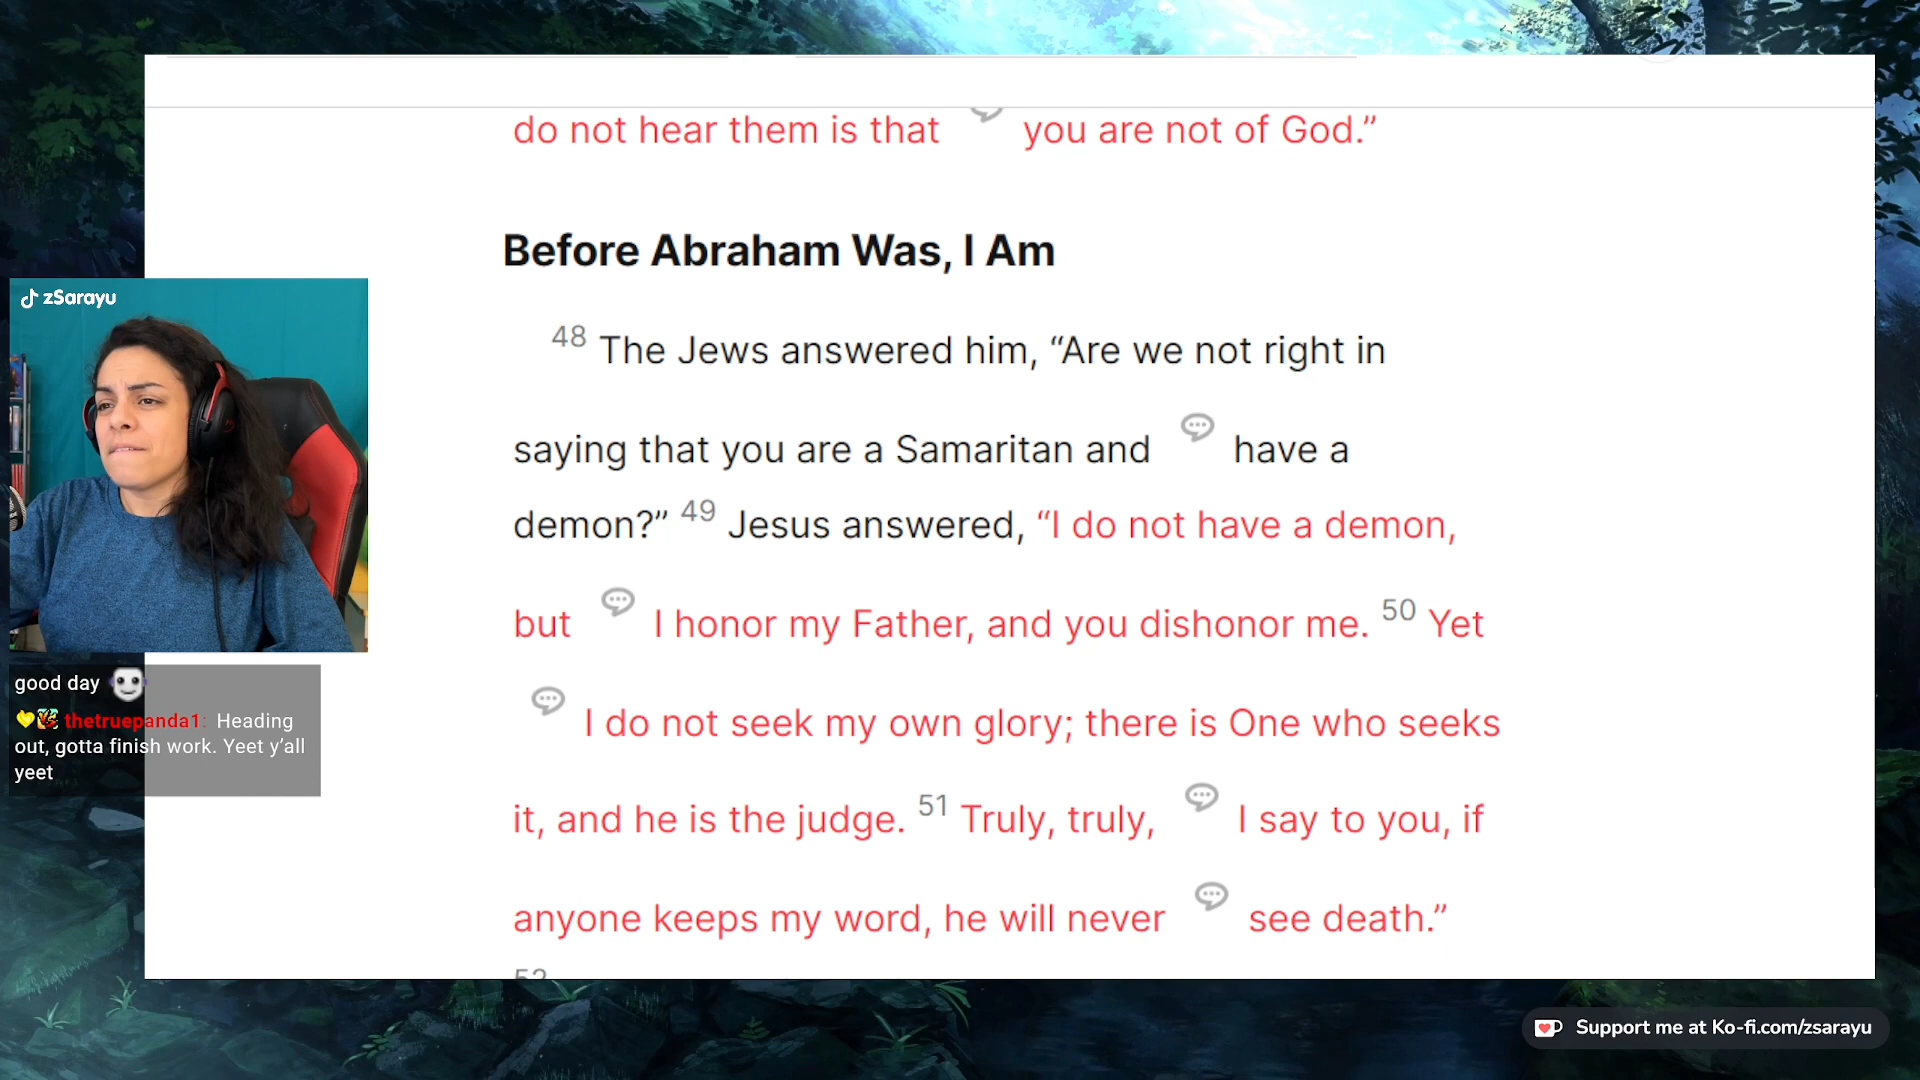 do not hear them is that you are not of God.”
Before Abraham Was, I Am
48 The Jews answered him, “Are we not right in
saying that you are a Samaritan and have a
demon?” 49 Jesus answered, “I do not have a demon,
but I honor my Father, and you dishonor me. 50 Yet
I do not seek my own glory; there is One who seeks
it, and he is the judge. 51 Truly, truly, I say to you, if
anyone keeps my word, he will never see death.”
52
zSarayu
good day
thetruepanda1: Heading
out, gotta finish work. Yeet y’all
yeet
Support me at Ko-fi.com/zsarayu